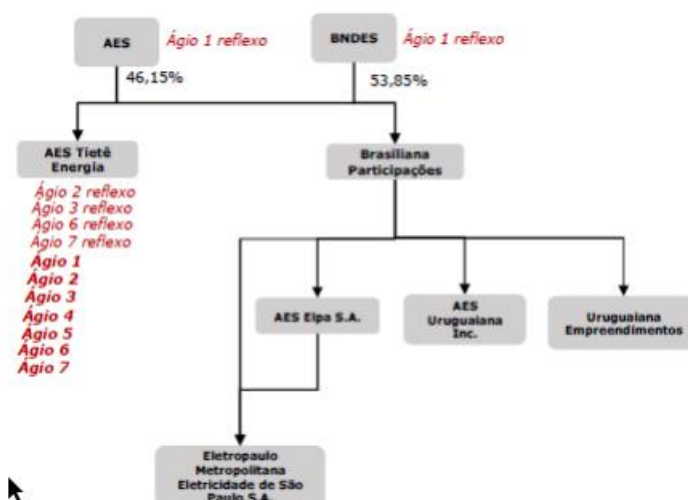 AES
Ágio 1 reflexo
BNDES
Ágio 1 reflexo
46,15%
53,85%
AES Tietê
Energia
Brasiliana
Participações
Ágio 2 reflexo
Ágio 3 reflexo
Ágio 6 reflexo
Ágio 7 reflexo
Ágio 1
Ágio 2
Ágio 3
Ágio 4
Ágio 5
Ágio 6
Ágio 7
AES Elpa S.A.
AES
Uruguaiana
Inc.
Uruguaiana
Empreendimentos
Eletropaulo
Metropolitana
Eletricidade de São
Paulo S.A.